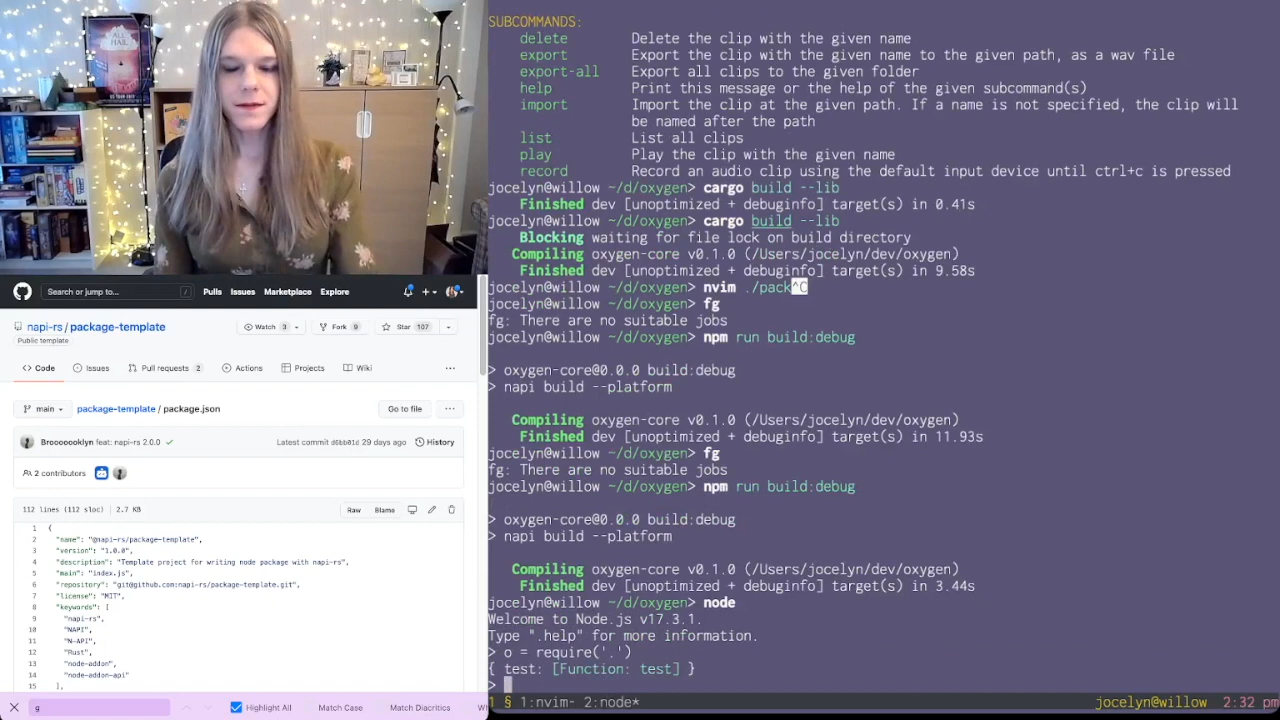 ALL
HAIL
Search or jump to...
/
Pulls
Issues
Marketplace
Explore
napi-rs / package-template
Public template
Watch 3
Fork 9
Star 107
Code
Issues
Pull requests 2
Actions
Projects
Wiki
main
package-template / package.json
Go to file
Brooooooklyn feat: napi-rs 2.0.0
Latest commit d6bb01d 29 days ago
History
2 contributors
112 lines (112 sloc) 2.7 KB
Raw
Blame
1 {
2 "name": "@napi-rs/package-template",
3 "version": "1.0.0",
4 "description": "Template project for writing node package with napi-rs",
5 "main": "index.js",
6 "repository": "git@github.com:napi-rs/package-template.git",
7 "license": "MIT",
8 "keywords": [
9 "napi-rs",
10 "NAPI",
11 "N-API",
12 "Rust",
13 "node-addon",
14 "node-addon-api"
15 ],
g
Highlight All
Match Case
Match Diacritics
SUBCOMMANDS:
delete Delete the clip with the given name
export Export the clip with the given name to the given path, as a wav file
export-all Export all clips to the given folder
help Print this message or the help of the given subcommand(s)
import Import the clip at the given path. If a name is not specified, the clip will
be named after the path
list List all clips
play Play the clip with the given name
record Record an audio clip using the default input device until ctrl+c is pressed
jocelyn@willow ~/d/oxygen> cargo build --lib
Finished dev [unoptimized + debuginfo] target(s) in 0.41s
jocelyn@willow ~/d/oxygen> cargo build --lib
Blocking waiting for file lock on build directory
Compiling oxygen-core v0.1.0 (/Users/jocelyn/dev/oxygen)
Finished dev [unoptimized + debuginfo] target(s) in 9.58s
jocelyn@willow ~/d/oxygen> nvim ./pack^C
jocelyn@willow ~/d/oxygen> fg
fg: There are no suitable jobs
jocelyn@willow ~/d/oxygen> npm run build:debug
> oxygen-core@0.0.0 build:debug
> napi build --platform
Compiling oxygen-core v0.1.0 (/Users/jocelyn/dev/oxygen)
Finished dev [unoptimized + debuginfo] target(s) in 11.93s
jocelyn@willow ~/d/oxygen> fg
fg: There are no suitable jobs
jocelyn@willow ~/d/oxygen> npm run build:debug
> oxygen-core@0.0.0 build:debug
> napi build --platform
Compiling oxygen-core v0.1.0 (/Users/jocelyn/dev/oxygen)
Finished dev [unoptimized + debuginfo] target(s) in 3.44s
jocelyn@willow ~/d/oxygen> node
Welcome to Node.js v17.3.1.
Type ".help" for more information.
> o = require('.')
{ test: [Function: test] }
>
1 § 1:nvim- 2:node*
jocelyn@willow 2:32 pm